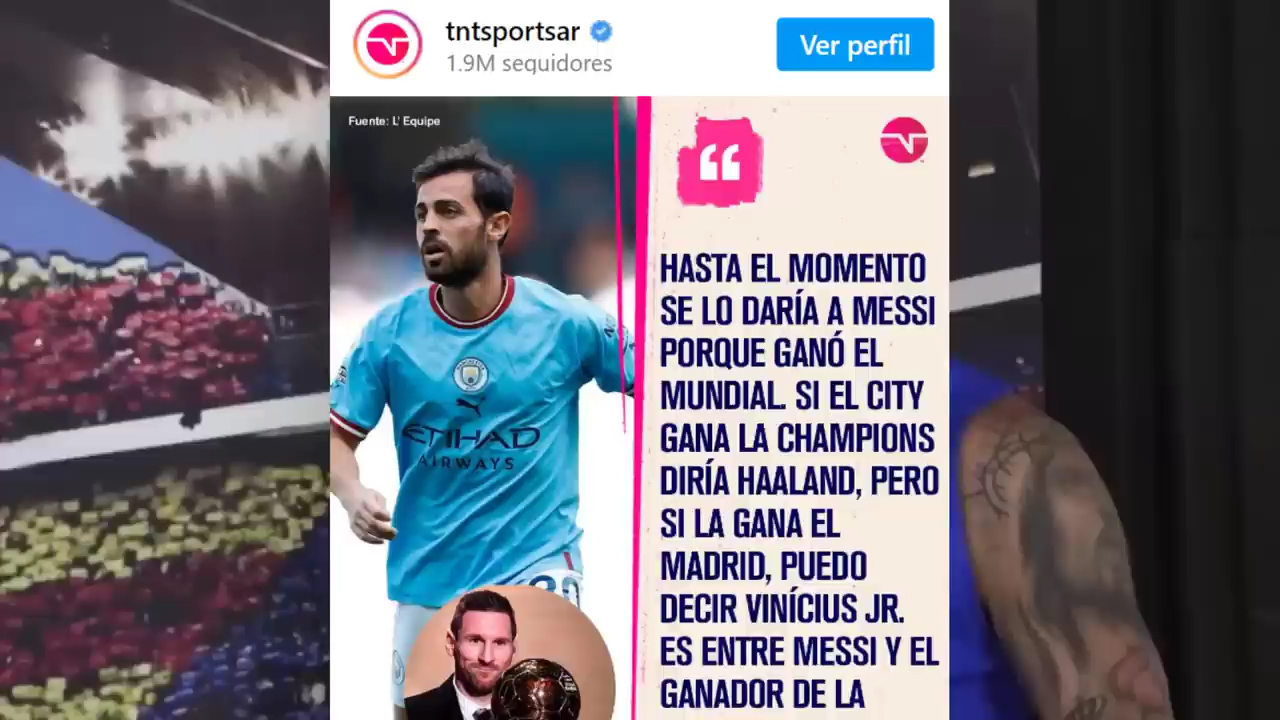 tntsportsar
1.9M seguidores
Ver perfil
Fuente: L' Equipe
HASTA EL MOMENTO
SE LO DARÍA A MESSI
PORQUE GANÓ EL
MUNDIAL. SI EL CITY
GANA LA CHAMPIONS
DIRÍA HAALAND, PERO
SI LA GANA EL
MADRID, PUEDO
DECIR VINÍCIUS JR.
ES ENTRE MESSI Y EL
GANADOR DE LA
ETIHAD
AIRWAYS